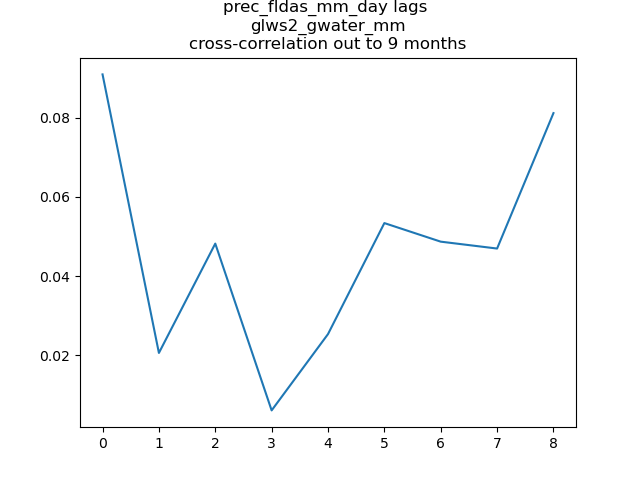 prec_fldas_mm_day lags
glws2_gwater_mm
cross-correlation out to 9 months
0.08
0.06
0.04
0.02
0 1 2 3 4 5 6 7 8